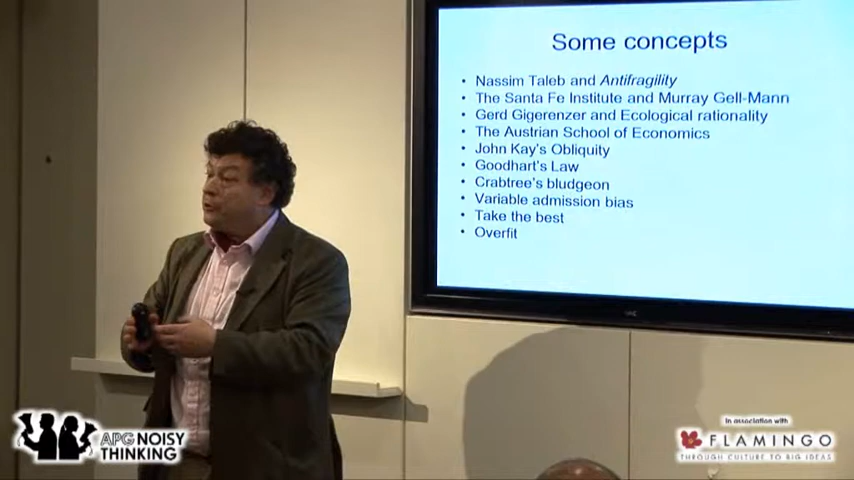 Some concepts
• Nassim Taleb and Antifragility
• The Santa Fe Institute and Murray Gell-Mann
• Gerd Gigerenzer and Ecological rationality
• The Austrian School of Economics
• John Kay's Obliquity
• Goodhart's Law
• Crabtree's bludgeon
• Variable admission bias
• Take the best
• Overfit
APG NOISY
THINKING
In association with
FLAMINGO
THROUGH CULTURE TO BIG IDEAS